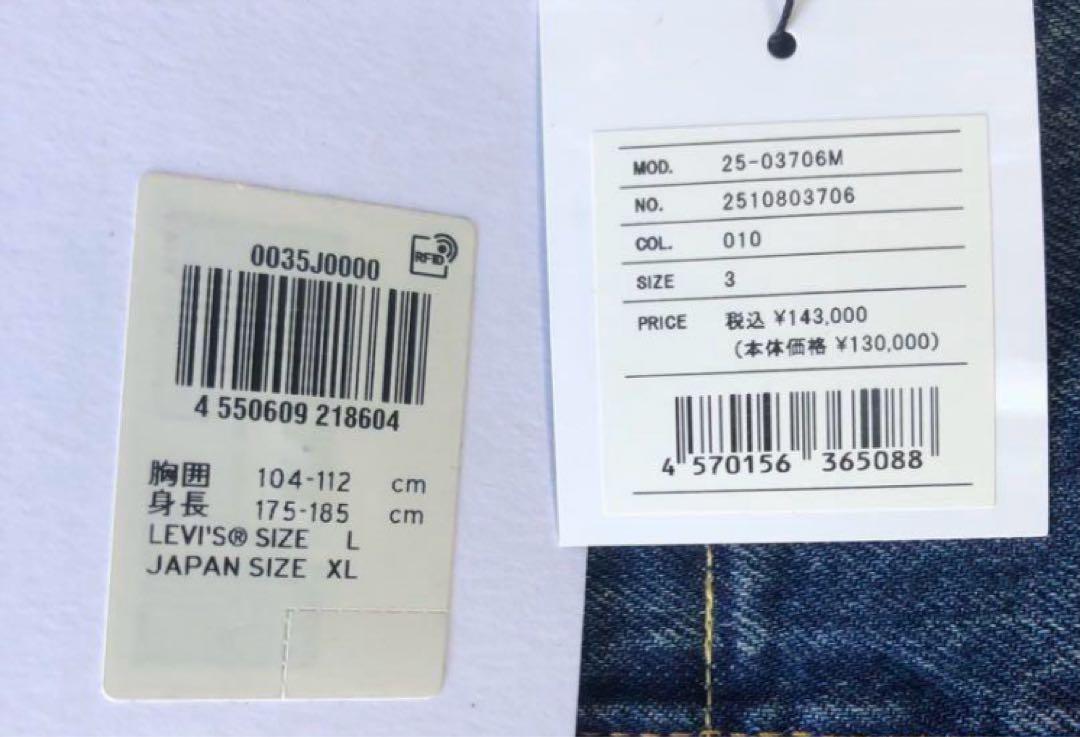 0035J0000
RFID
4 550609 218604
胸囲 104-112 cm
身長 175-185 cm
LEVI'S® SIZE L
JAPAN SIZE XL
MOD. 25-03706M
NO. 2510803706
COL. 010
SIZE 3
PRICE 税込 ¥143,000
(本体価格 ¥130,000)
4 570156 365088